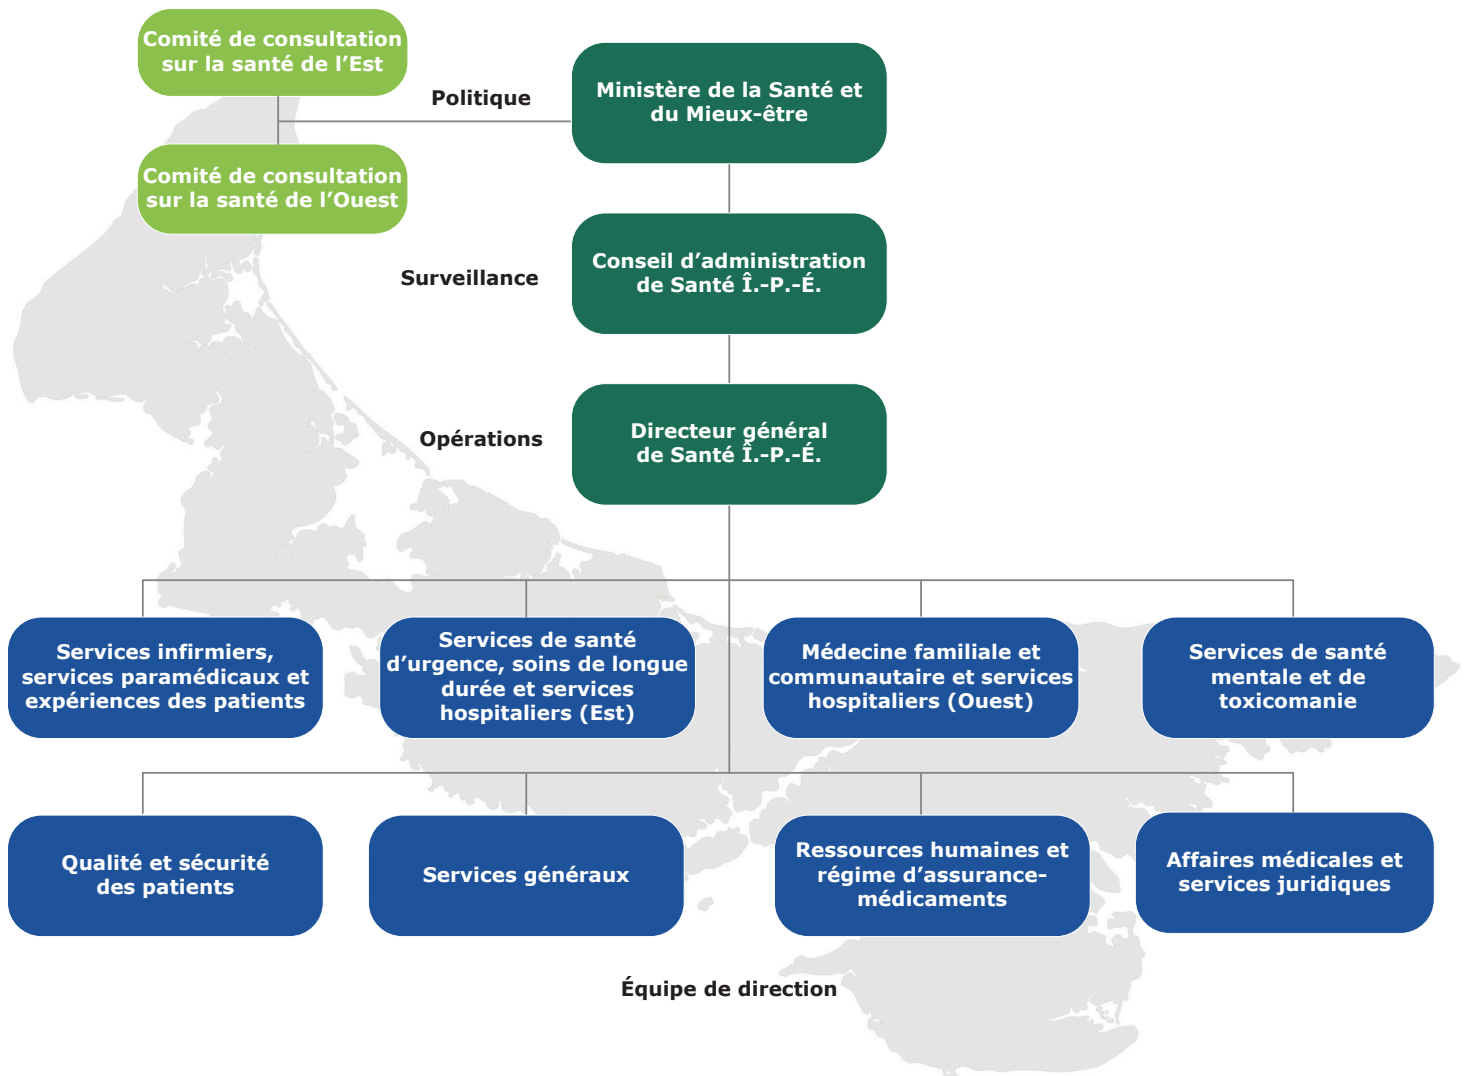 Comité de consultation
sur la santé de l’Est
Politique
Ministère de la Santé et
du Mieux-être
Comité de consultation
sur la santé de l’Ouest
Surveillance
Conseil d’administration
de Santé Î.-P.-É.
Opérations
Directeur général
de Santé Î.-P.-É.
Services infirmiers,
services paramédicaux et
expériences des patients
Services de santé
d’urgence, soins de longue
durée et services
hospitaliers (Est)
Médecine familiale et
communautaire et services
hospitaliers (Ouest)
Services de santé
mentale et de
toxicomanie
Qualité et sécurité
des patients
Services généraux
Ressources humaines et
régime d’assurance-
médicaments
Affaires médicales et
services juridiques
Équipe de direction